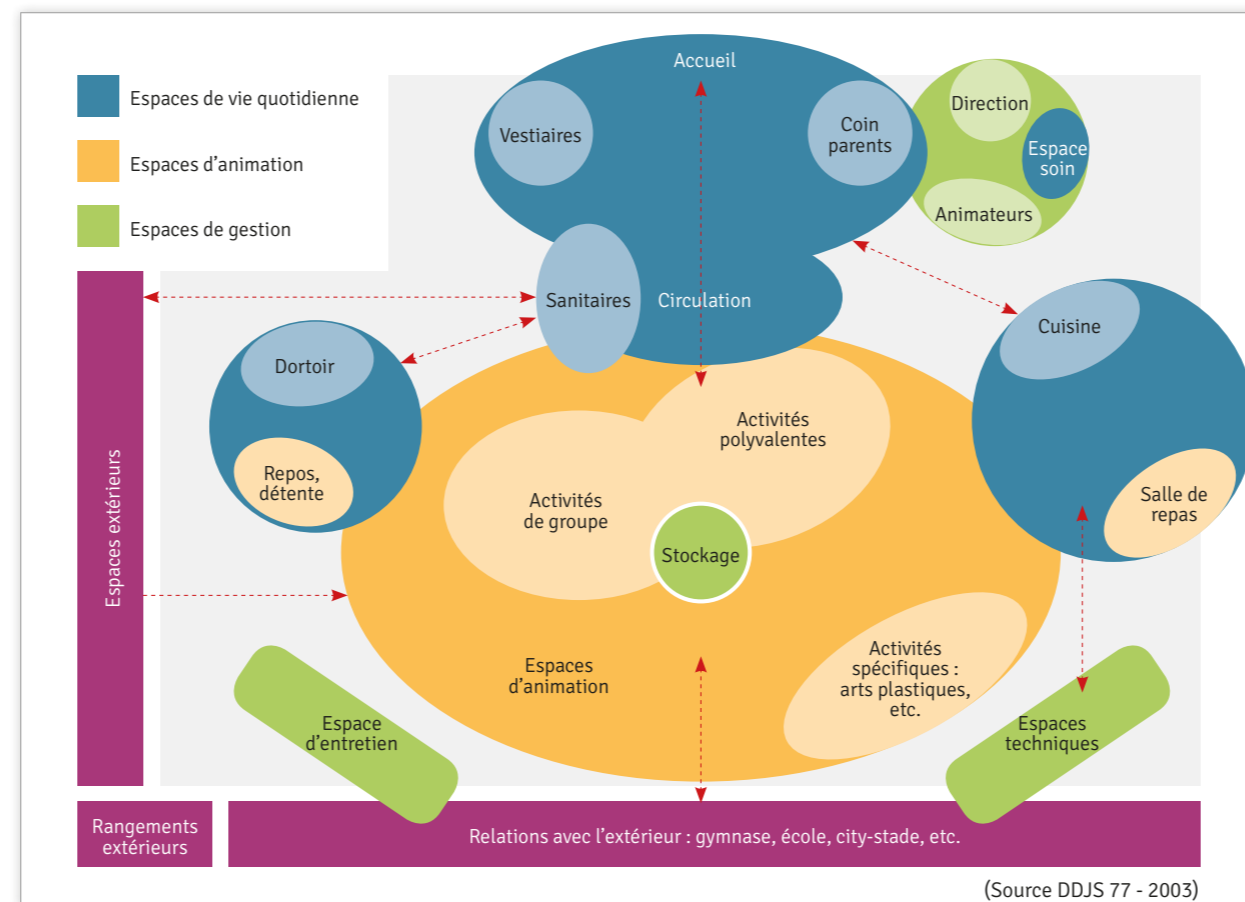 Espaces de vie quotidienne
Espaces d'animation
Espaces de gestion
Accueil
Vestiaires
Coin
parents
Direction
Espace
soin
Animateurs
Sanitaires
Circulation
Cuisine
Dortoir
Repos,
détente
Activités
polyvalentes
Activités
de groupe
Stockage
Salle de
repas
Espaces extérieurs
Espaces
d'animation
Activités
spécifiques :
arts plastiques,
etc.
Espace
d'entretien
Espaces
techniques
Rangements
extérieurs
Relations avec l'extérieur : gymnase, école, city-stade, etc.
(Source DDJS 77 - 2003)